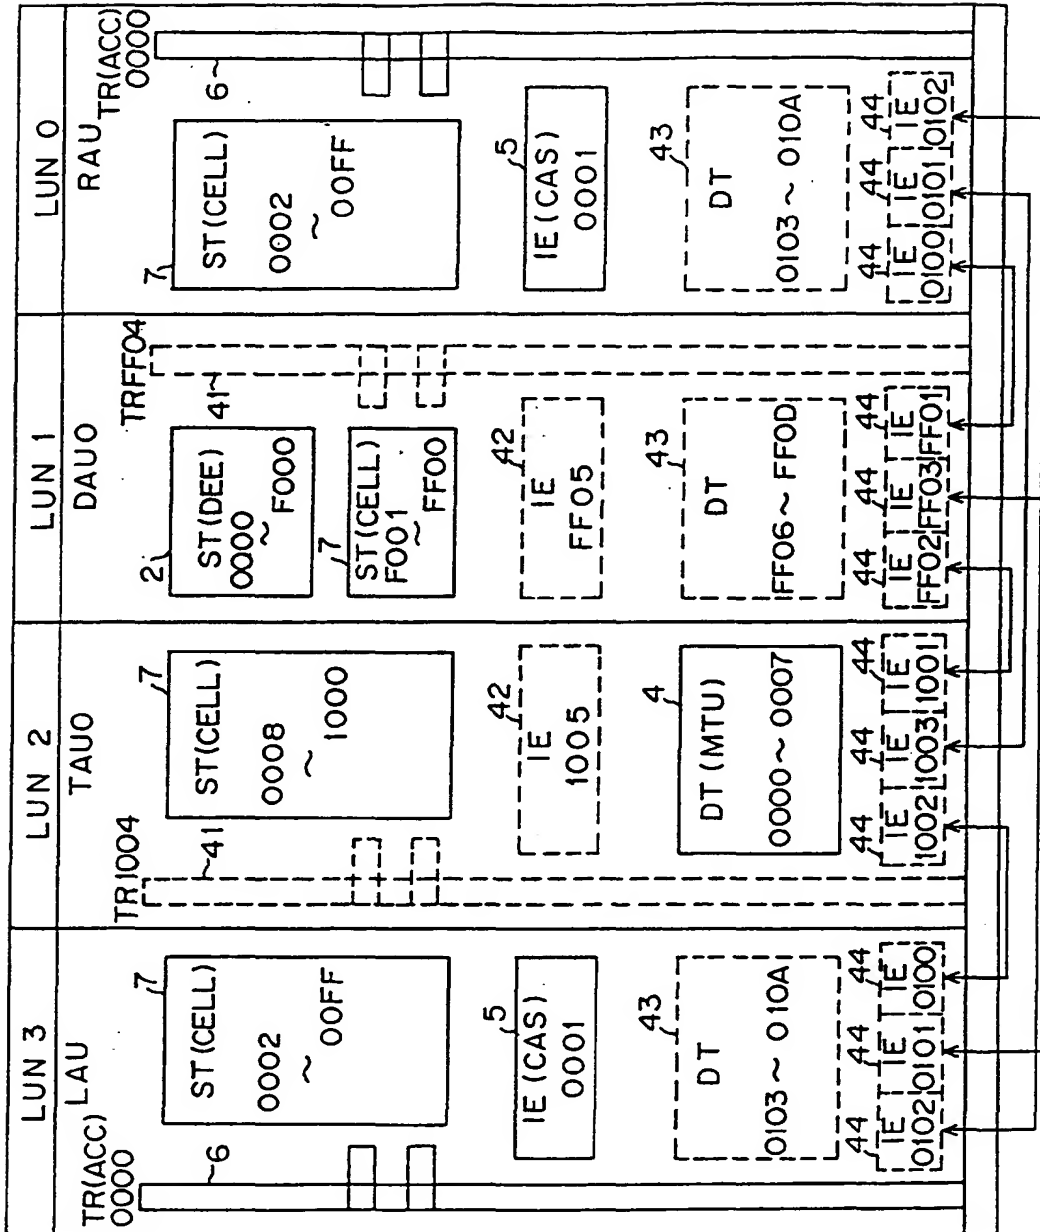 LUN 3
LAU
TR(ACC)
0000
6
7
ST(CELL)
0002
~
00FF
5
IE(CAS)
0001
43
DT
0103~010A
44
44
44
IE
IE
IE
0102
0101
0100
LUN 2
TAU0
TR1004
41
7
ST(CELL)
0008
~
1000
42
IE
1005
4
DT(MTU)
0000~0007
44
44
44
IE
IE
IE
1002
1003
1001
LUN 1
DAU0
2
ST(DEE)
0000
~
F000
7
ST(CELL)
F001
~
FF00
TRFF04
41
42
IE
FF05
43
DT
FF06~FF0D
44
44
44
IE
IE
IE
FF02
FF03
FF01
LUN 0
RAU
TR(ACC)
0000
6
7
ST(CELL)
0002
~
00FF
5
IE(CAS)
0001
43
DT
0103~010A
44
44
44
IE
IE
IE
0100
0101
0102